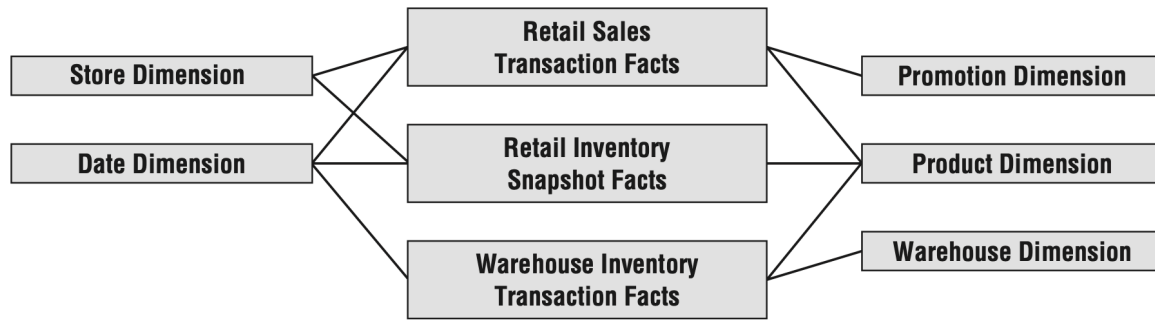 Retail Sales
Transaction Facts
Store Dimension
Promotion Dimension
Retail Inventory
Snapshot Facts
Date Dimension
Product Dimension
Warehouse Inventory
Transaction Facts
Warehouse Dimension